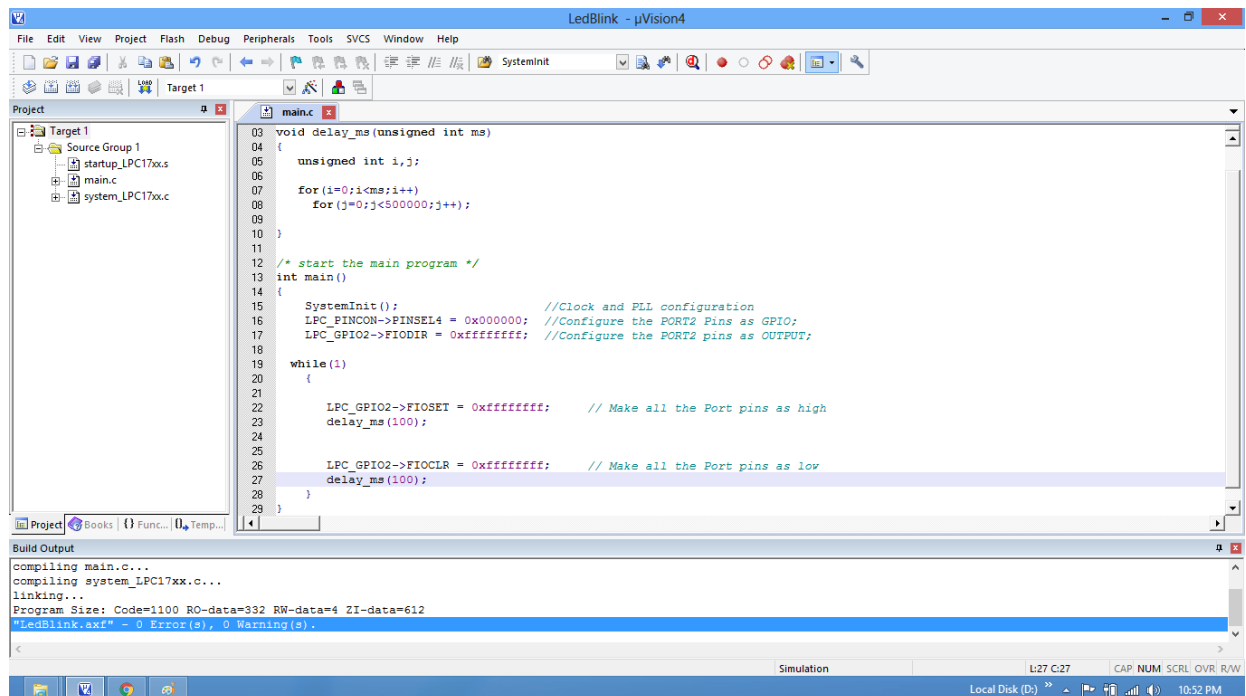 LedBlink - µVision4
File Edit View Project Flash Debug Peripherals Tools SVCS Window Help
SystemInit
LOAD Target 1
Project
main.c
Target 1
Source Group 1
startup_LPC17xx.s
main.c
system_LPC17xx.c
03 void delay_ms(unsigned int ms)
04 {
05 unsigned int i,j;
06
07 for(i=0;i<ms;i++)
08 for(j=0;j<500000;j++);
09
10 }
11
12 /* start the main program */
13 int main()
14 {
15 SystemInit(); //Clock and PLL configuration
16 LPC_PINCON->PINSEL4 = 0x000000; //Configure the PORT2 Pins as GPIO;
17 LPC_GPIO2->FIODIR = 0xffffffff; //Configure the PORT2 pins as OUTPUT;
18
19 while(1)
20 {
21
22 LPC_GPIO2->FIOSET = 0xffffffff; // Make all the Port pins as high
23 delay_ms(100);
24
25
26 LPC_GPIO2->FIOCLR = 0xffffffff; // Make all the Port pins as low
27 delay_ms(100);
28 }
29 }
Project Books {} Func... Temp...
Build Output
compiling main.c...
compiling system_LPC17xx.c...
linking...
Program Size: Code=1100 RO-data=332 RW-data=4 ZI-data=612
"LedBlink.axf" - 0 Error(s), 0 Warning(s).
Simulation L:27 C:27 CAP NUM SCRL OVR R/W
Local Disk (D:) 10:52 PM